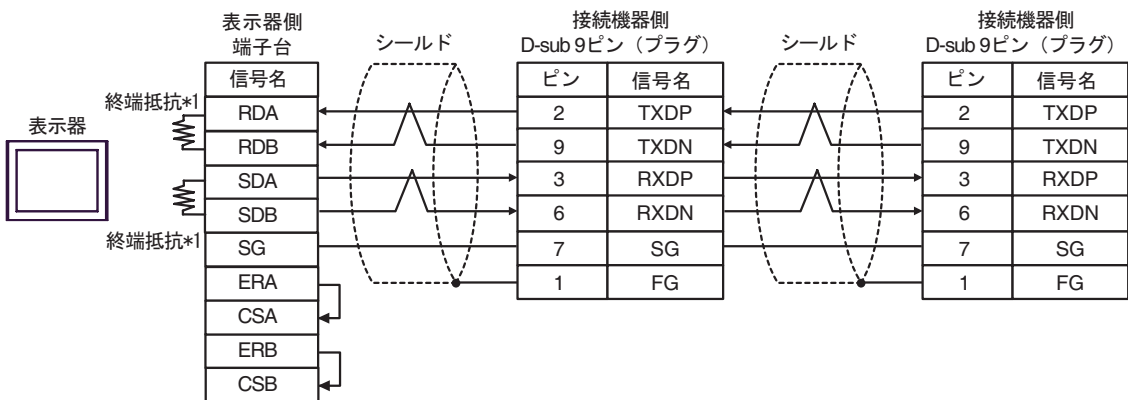 表示器側
端子台
シールド
接続機器側
D-sub 9ピン（プラグ）
シールド
接続機器側
D-sub 9ピン（プラグ）
信号名
ピン 信号名
ピン 信号名
終端抵抗*1
表示器
RDA
2 TXDP
2 TXDP
RDB
9 TXDN
9 TXDN
SDA
3 RXDP
3 RXDP
SDB
6 RXDN
6 RXDN
終端抵抗*1
SG
7 SG
7 SG
ERA
1 FG
1 FG
CSA
ERB
CSB